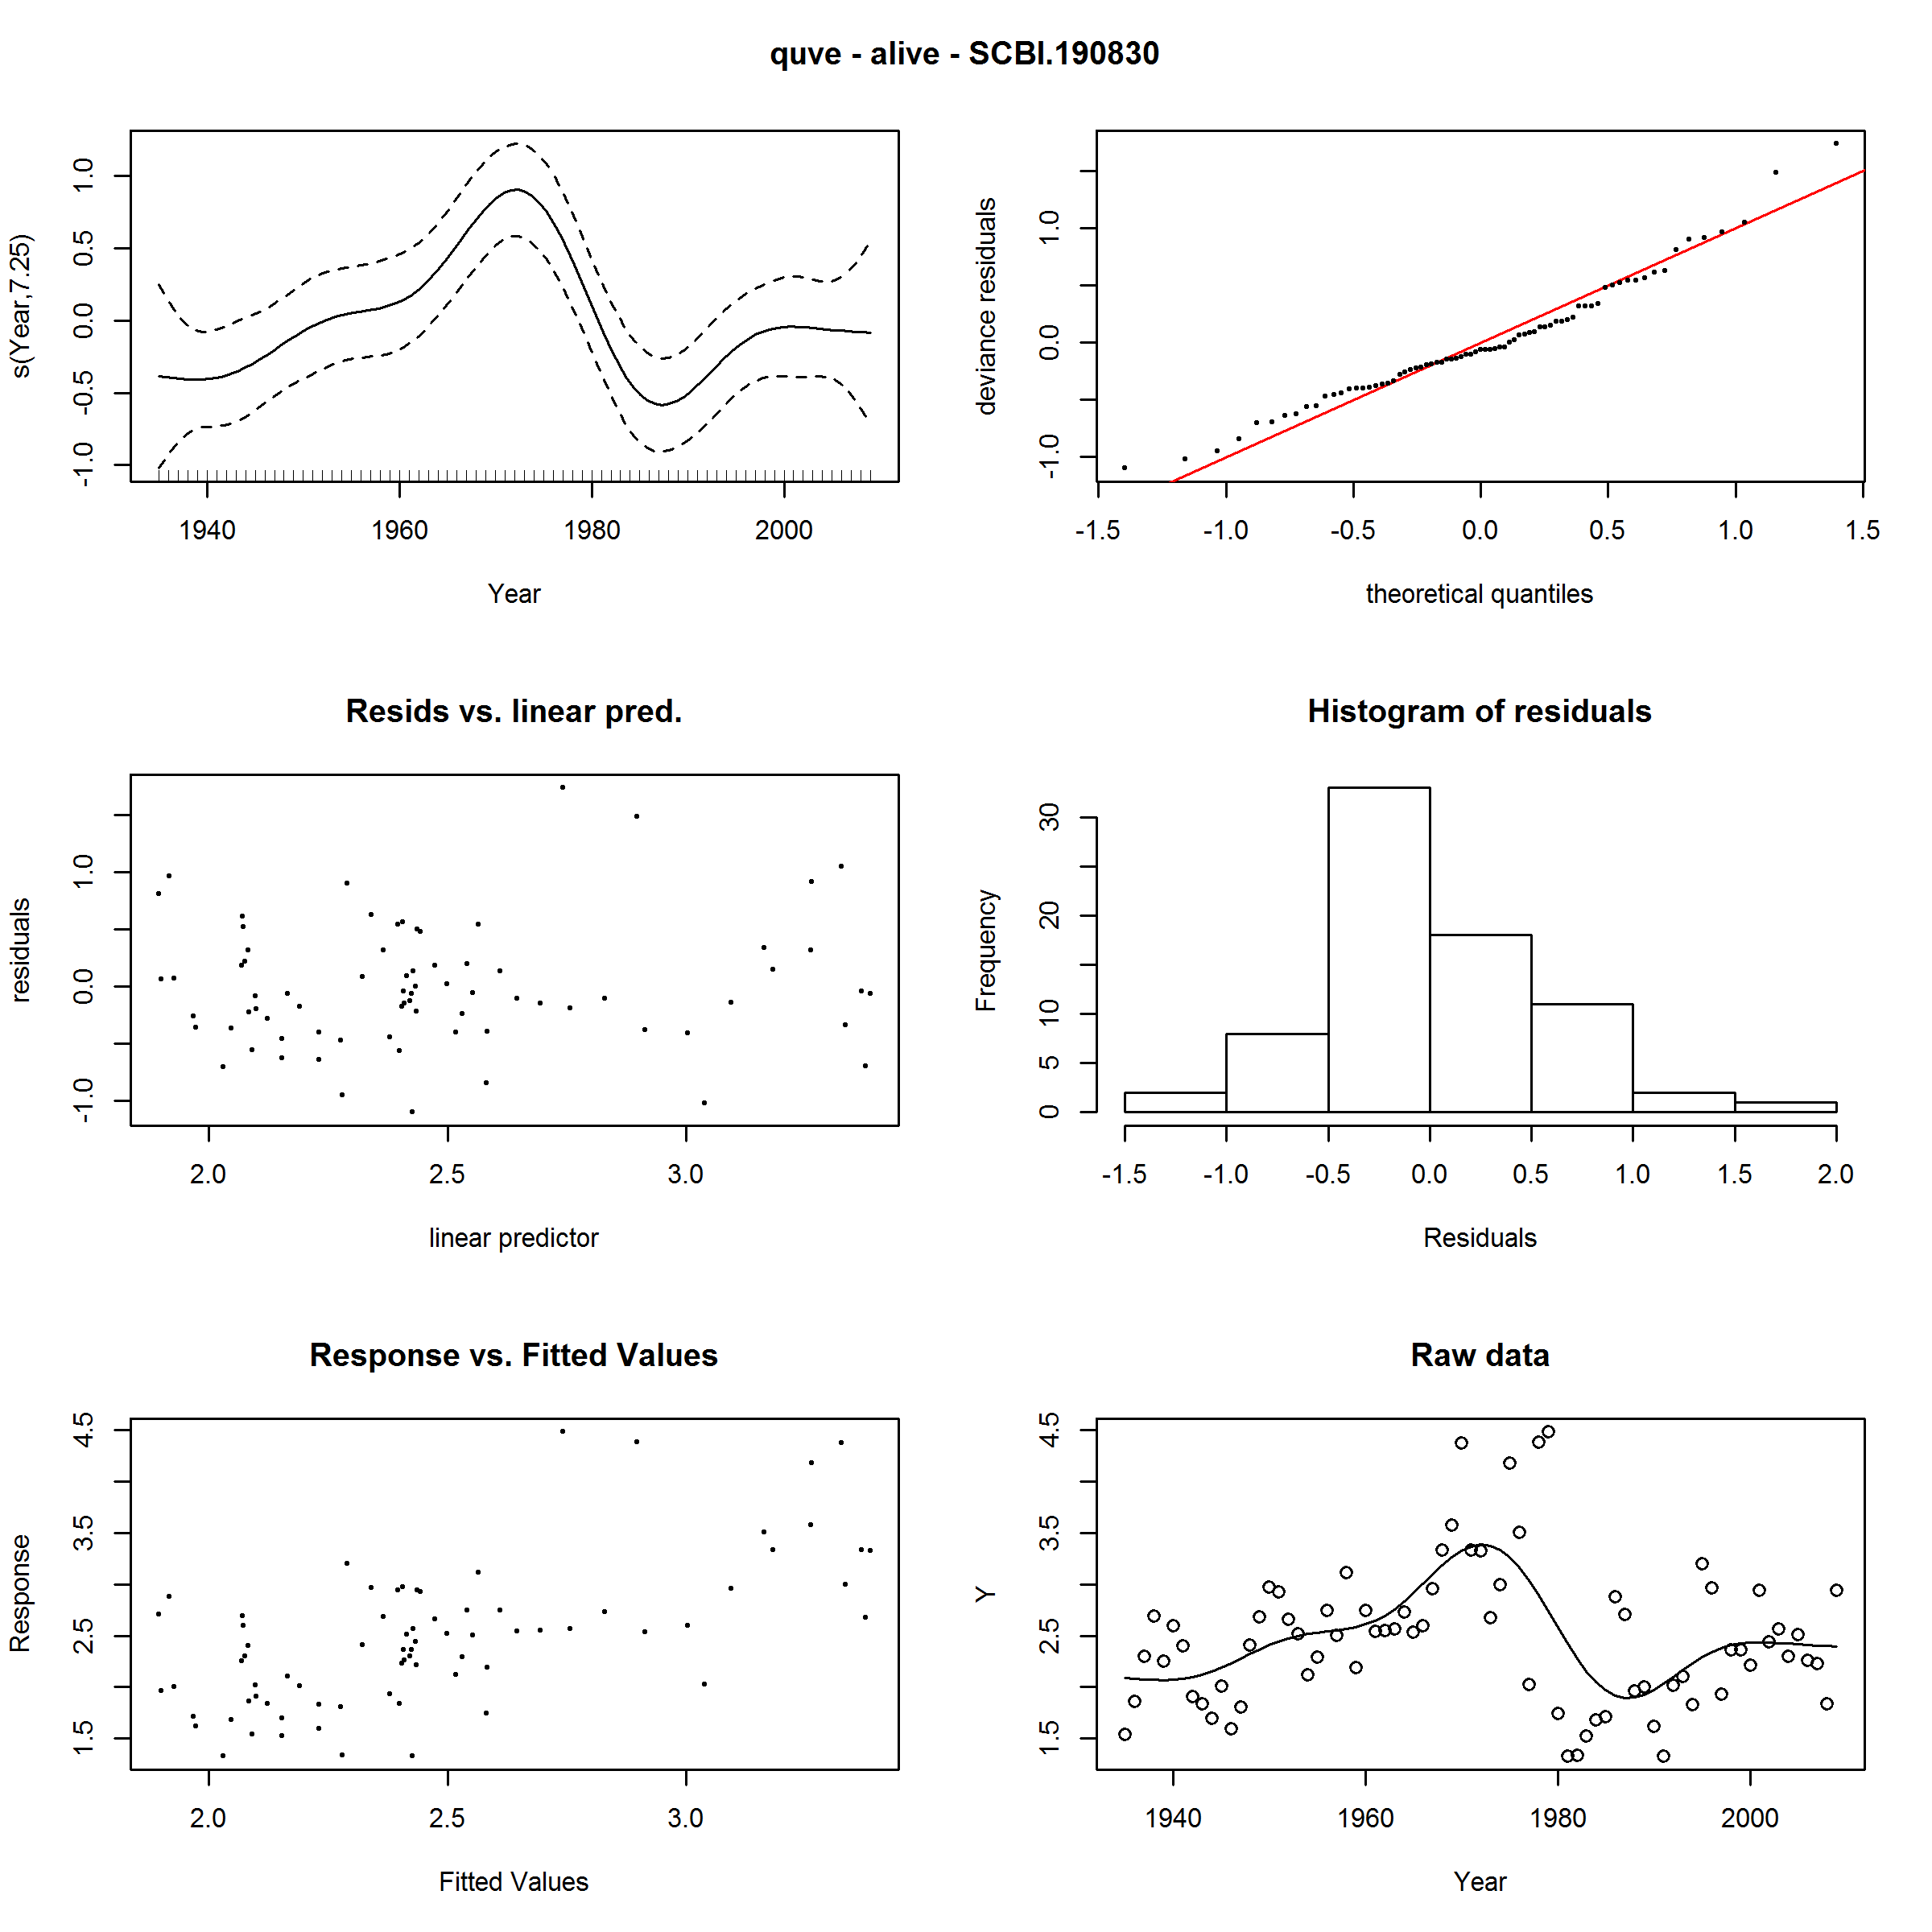 quve - alive - SCBI.190830
s(Year,7.25)
-1.0 -0.5 0.0 0.5 1.0
1940 1960 1980 2000
Year
deviance residuals
-1.0 0.0 1.0
-1.5 -1.0 -0.5 0.0 0.5 1.0 1.5
theoretical quantiles
Resids vs. linear pred.
residuals
-1.0 0.0 1.0
2.0 2.5 3.0
linear predictor
Histogram of residuals
Frequency
0 5 10 20 30
-1.5 -1.0 -0.5 0.0 0.5 1.0 1.5 2.0
Residuals
Response vs. Fitted Values
Response
1.5 2.5 3.5 4.5
2.0 2.5 3.0
Fitted Values
Raw data
Y
1.5 2.5 3.5 4.5
1940 1960 1980 2000
Year